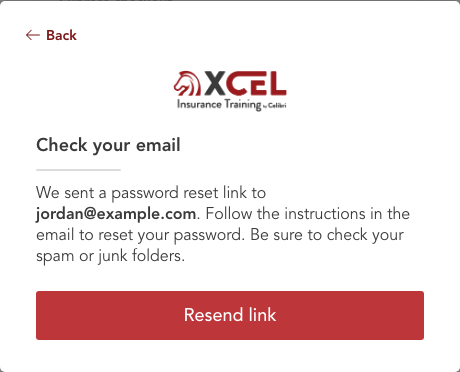 ← Back
XCEL
Insurance Training by Colibri
Check your email
We sent a password reset link to
jordan@example.com. Follow the instructions in the
email to reset your password. Be sure to check your
spam or junk folders.
Resend link